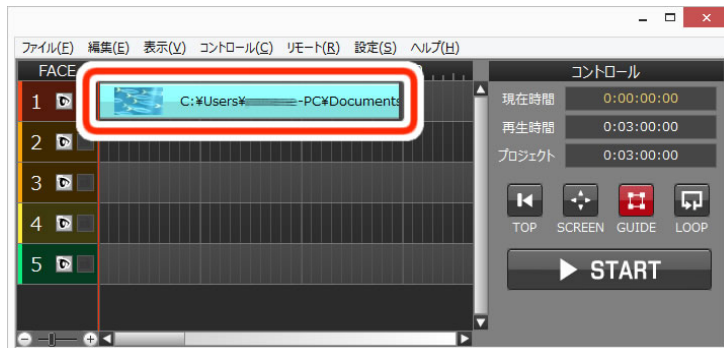 ファイル(F) 編集(E) 表示(V) コントロール(C) リモート(R) 設定(S) ヘルプ(H)
FACE
コントロール
1 C:¥Users¥ -PC¥Documents
現在時間 0:00:00:00
2
再生時間 0:03:00:00
プロジェクト 0:03:00:00
3
4
TOP SCREEN GUIDE LOOP
5
START